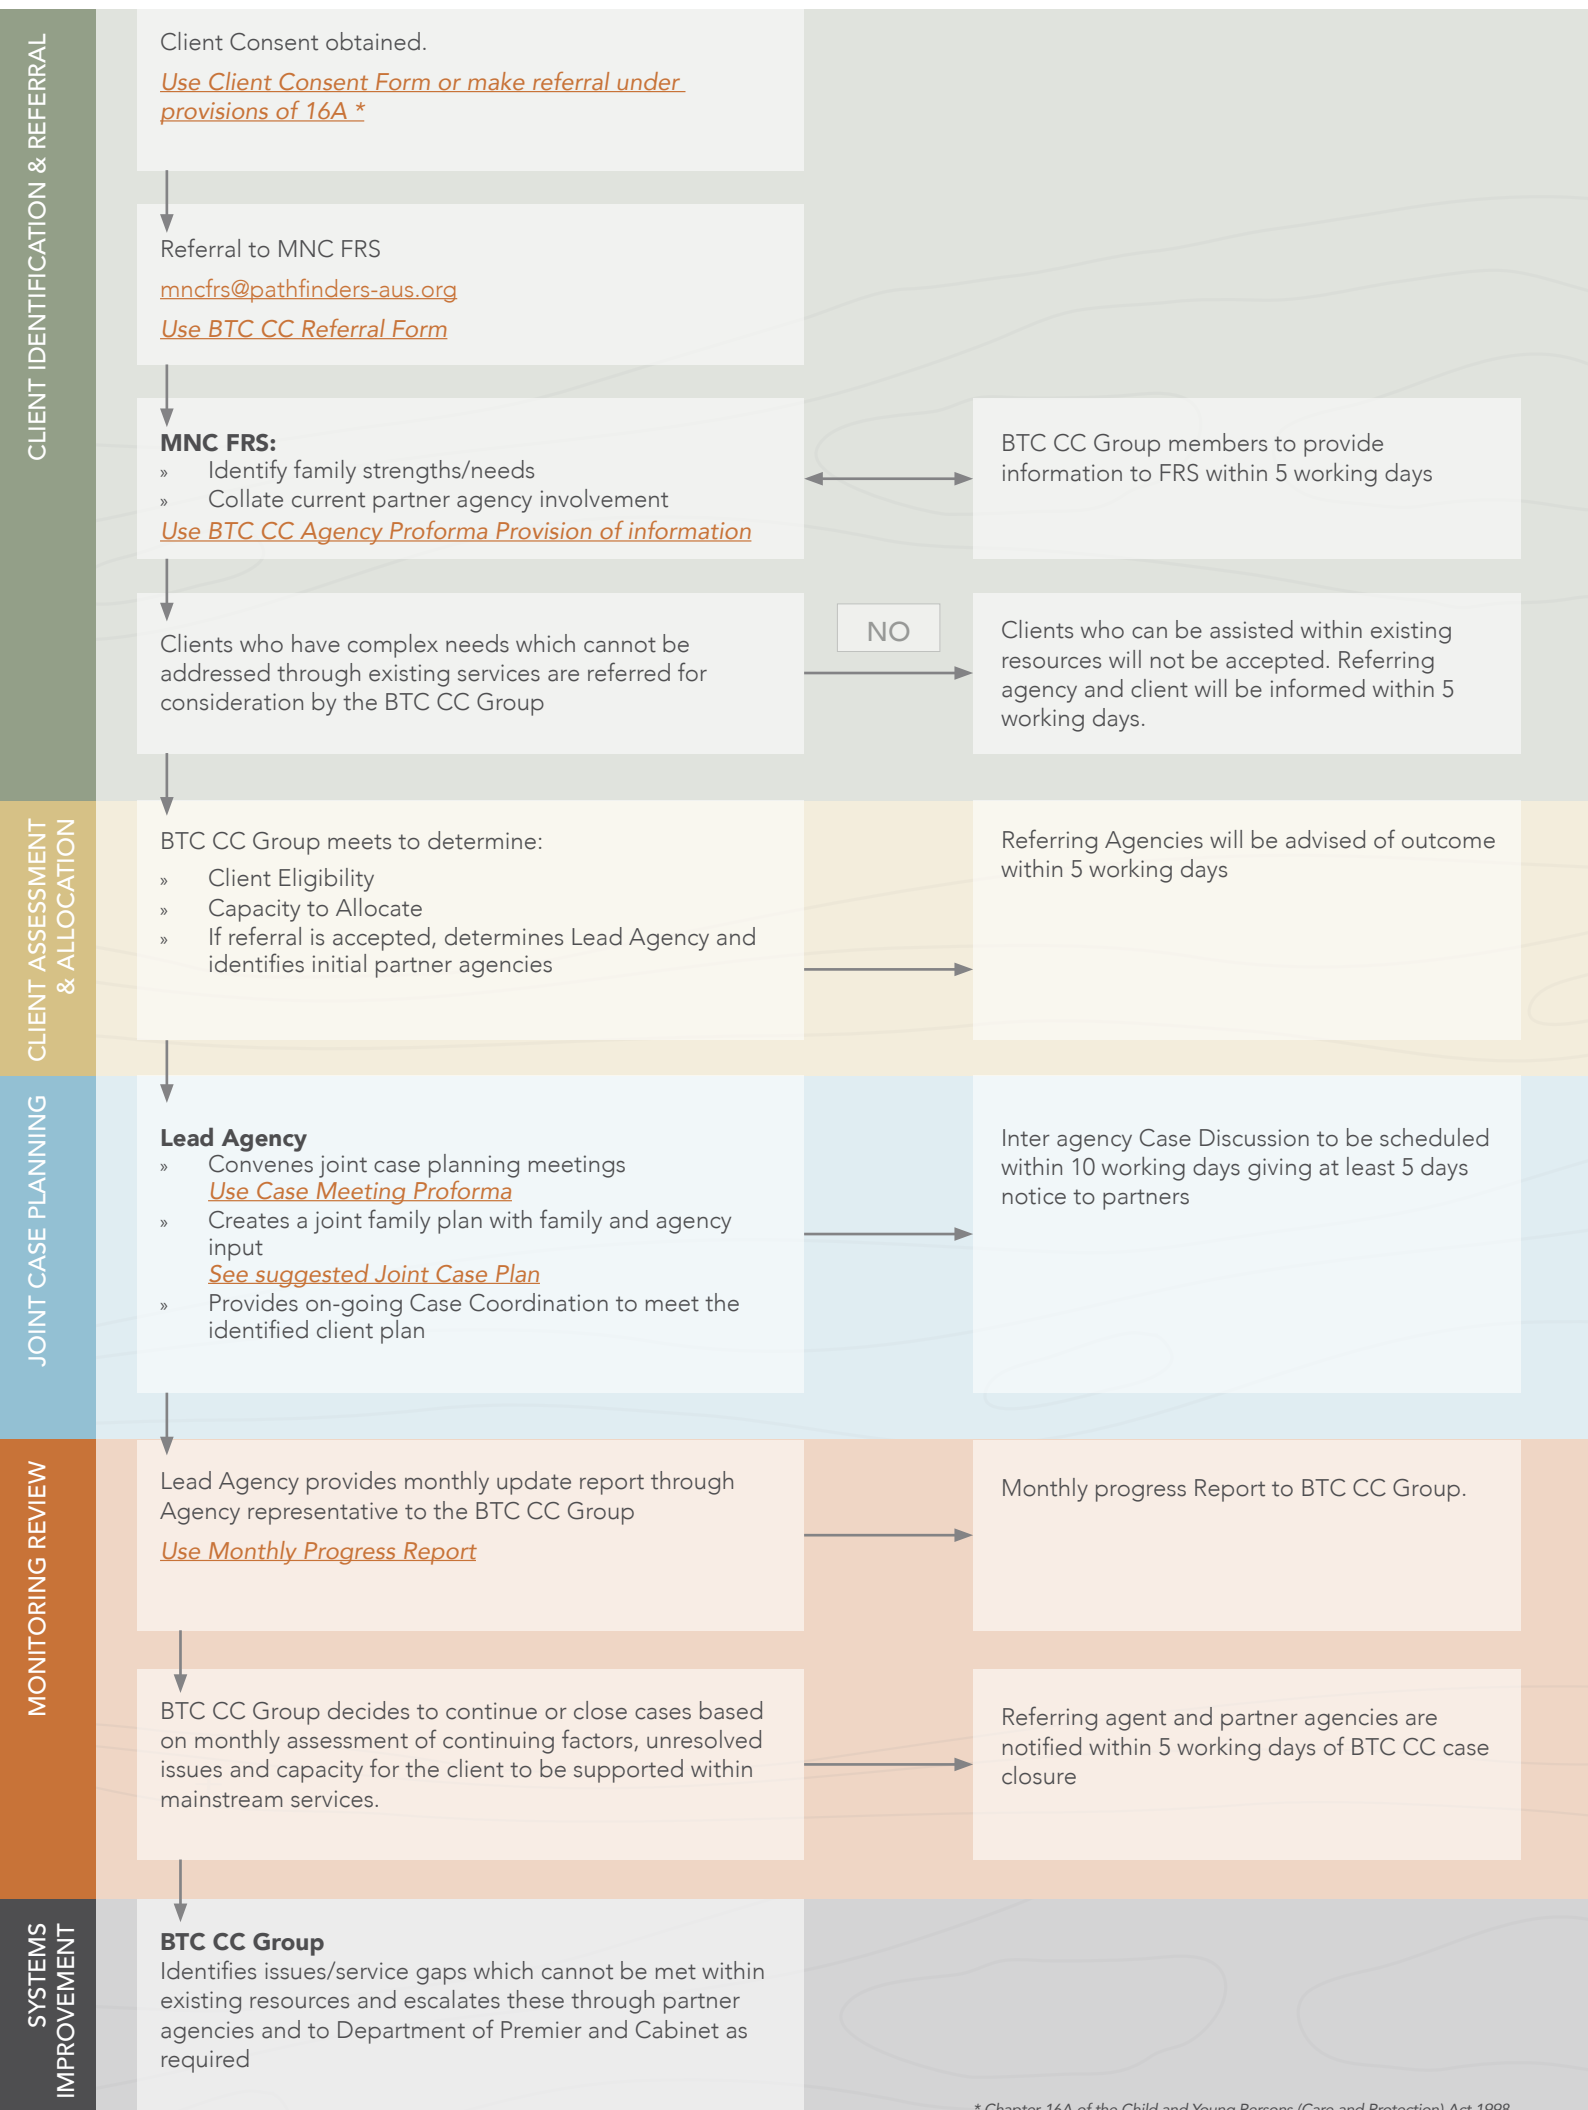 CLIENT IDENTIFICATION & REFERRAL
Client Consent obtained.
Use Client Consent Form or make referral under
provisions of 16A *
Referral to MNC FRS
mncfrs@pathfinders-aus.org
Use BTC CC Referral Form
MNC FRS:
» Identify family strengths/needs
» Collate current partner agency involvement
Use BTC CC Agency Proforma Provision of information
BTC CC Group members to provide
information to FRS within 5 working days
Clients who have complex needs which cannot be
addressed through existing services are referred for
consideration by the BTC CC Group
NO
Clients who can be assisted within existing
resources will not be accepted. Referring
agency and client will be informed within 5
working days.
CLIENT ASSESSMENT
& ALLOCATION
BTC CC Group meets to determine:
» Client Eligibility
» Capacity to Allocate
» If referral is accepted, determines Lead Agency and
identifies initial partner agencies
Referring Agencies will be advised of outcome
within 5 working days
JOINT CASE PLANNING
Lead Agency
» Convenes joint case planning meetings
Use Case Meeting Proforma
» Creates a joint family plan with family and agency
input
See suggested Joint Case Plan
» Provides on-going Case Coordination to meet the
identified client plan
Inter agency Case Discussion to be scheduled
within 10 working days giving at least 5 days
notice to partners
MONITORING REVIEW
Lead Agency provides monthly update report through
Agency representative to the BTC CC Group
Use Monthly Progress Report
Monthly progress Report to BTC CC Group.
BTC CC Group decides to continue or close cases based
on monthly assessment of continuing factors, unresolved
issues and capacity for the client to be supported within
mainstream services.
Referring agent and partner agencies are
notified within 5 working days of BTC CC case
closure
SYSTEMS
IMPROVEMENT
BTC CC Group
Identifies issues/service gaps which cannot be met within
existing resources and escalates these through partner
agencies and to Department of Premier and Cabinet as
required
* Chapter 16A of the Child and Young Persons (Care and Protection) Act 1998